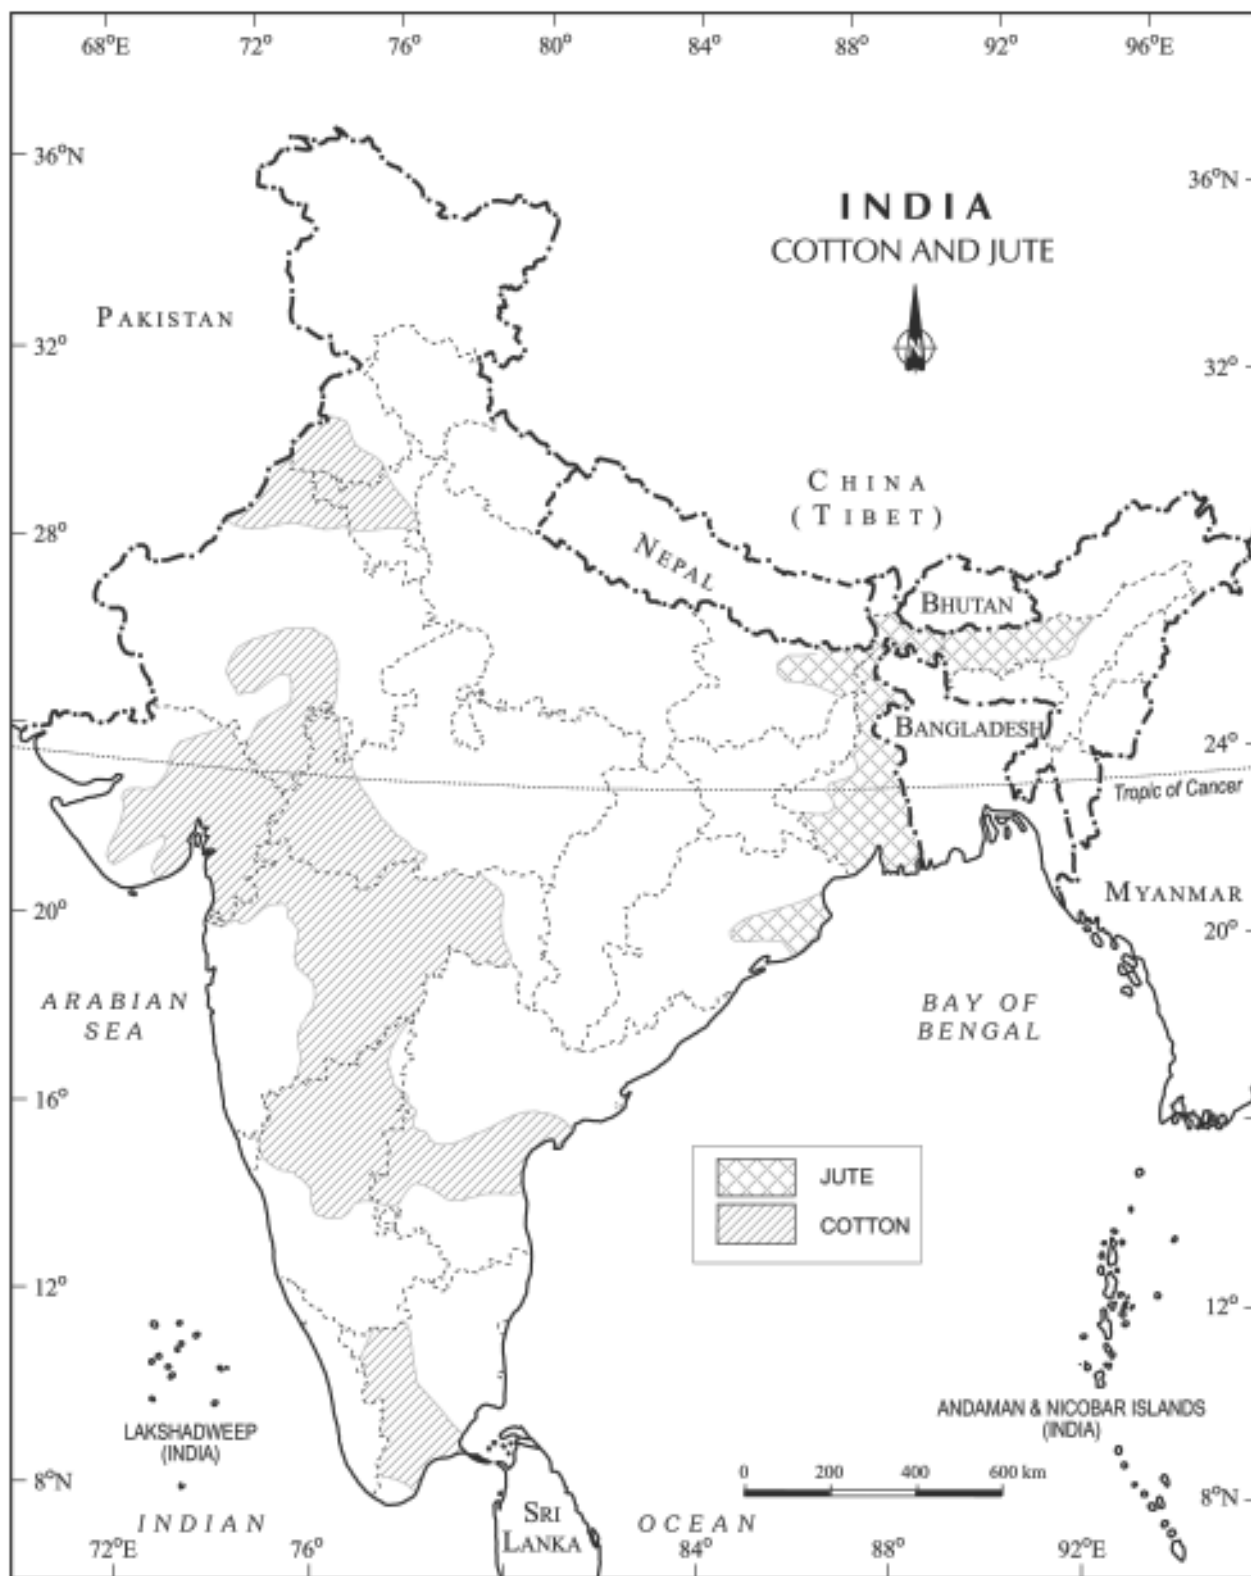 68°E 72° 76° 80° 84° 88° 92° 96°E
36°N
36°N
INDIA
COTTON AND JUTE
PAKISTAN
N
32°
32°
CHINA
(TIBET)
28°
28°
NEPAL
BHUTAN
BANGLADESH
24°
Tropic of Cancer
MYANMAR
20°
20°
ARABIAN
SEA
BAY OF
BENGAL
16°
JUTE
COTTON
12°
12°
LAKSHADWEEP
(INDIA)
ANDAMAN & NICOBAR ISLANDS
(INDIA)
8°N
0 200 400 600 km
8°N
INDIAN
OCEAN
SRI
LANKA
72°E 76° 84° 88° 92°E